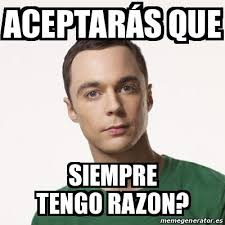 ACEPTARÁS QUE
SIEMPRE
TENGO RAZON?
memegenerator.es